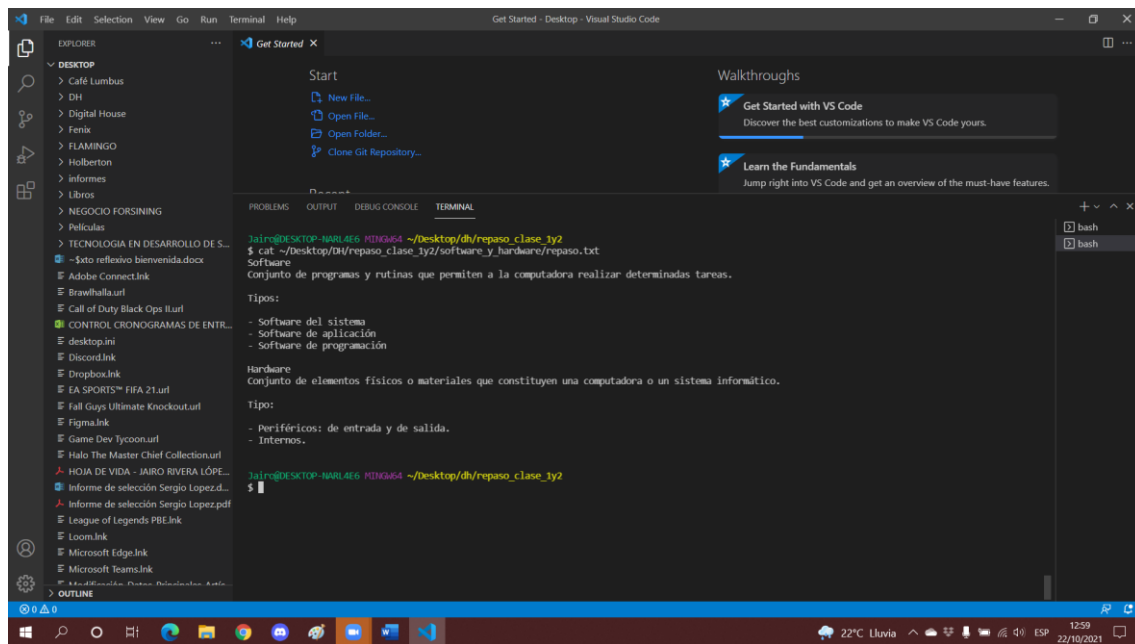 File Edit Selection View Go Run Terminal Help
Get Started - Desktop - Visual Studio Code
EXPLORER
DESKTOP
Café Lumbus
DH
Digital House
Fenix
FLAMINGO
Holberton
informes
Libros
NEGOCIO FORSINING
Películas
TECNOLOGIA EN DESARROLLO DE S...
~$xto reflexivo bienvenida.docx
Adobe Connect.lnk
Brawlhalla.url
Call of Duty Black Ops II.url
CONTROL CRONOGRAMAS DE ENTR...
desktop.ini
Discord.lnk
Dropbox.lnk
EA SPORTS™ FIFA 21.url
Fall Guys Ultimate Knockout.url
Figma.lnk
Game Dev Tycoon.url
Halo The Master Chief Collection.url
HOJA DE VIDA - JAIRO RIVERA LÓPE...
Informe de selección Sergio Lopez.d...
Informe de selección Sergio Lopez.pdf
League of Legends PBE.lnk
Loom.lnk
Microsoft Edge.lnk
Microsoft Teams.lnk
OUTLINE
Get Started
Start
New File...
Open File...
Open Folder...
Clone Git Repository...
Recent
Walkthroughs
Get Started with VS Code
Discover the best customizations to make VS Code yours.
Learn the Fundamentals
Jump right into VS Code and get an overview of the must-have features.
PROBLEMS OUTPUT DEBUG CONSOLE TERMINAL
Jairo@DESKTOP-NARL4E6 MINGW64 ~/Desktop/dh/repaso_clase_1y2
$ cat ~/Desktop/DH/repaso_clase_1y2/software_y_hardware/repaso.txt
Software
Conjunto de programas y rutinas que permiten a la computadora realizar determinadas tareas.
Tipos:
- Software del sistema
- Software de aplicación
- Software de programación
Hardware
Conjunto de elementos físicos o materiales que constituyen una computadora o un sistema informático.
Tipo:
- Periféricos: de entrada y de salida.
- Internos.
Jairo@DESKTOP-NARL4E6 MINGW64 ~/Desktop/dh/repaso_clase_1y2
$
bash
bash
0 0
22°C Lluvia
ESP
12:59
22/10/2021